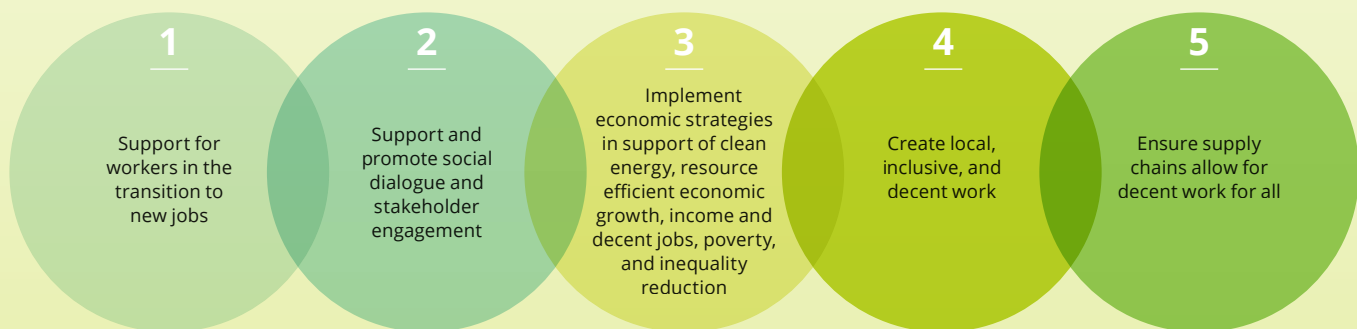 1
Support for
workers in the
transition to
new jobs
2
Support and
promote social
dialogue and
stakeholder
engagement
3
Implement
economic strategies
in support of clean
energy, resource
efficient economic
growth, income and
decent jobs, poverty,
and inequality
reduction
4
Create local,
inclusive, and
decent work
5
Ensure supply
chains allow for
decent work for all